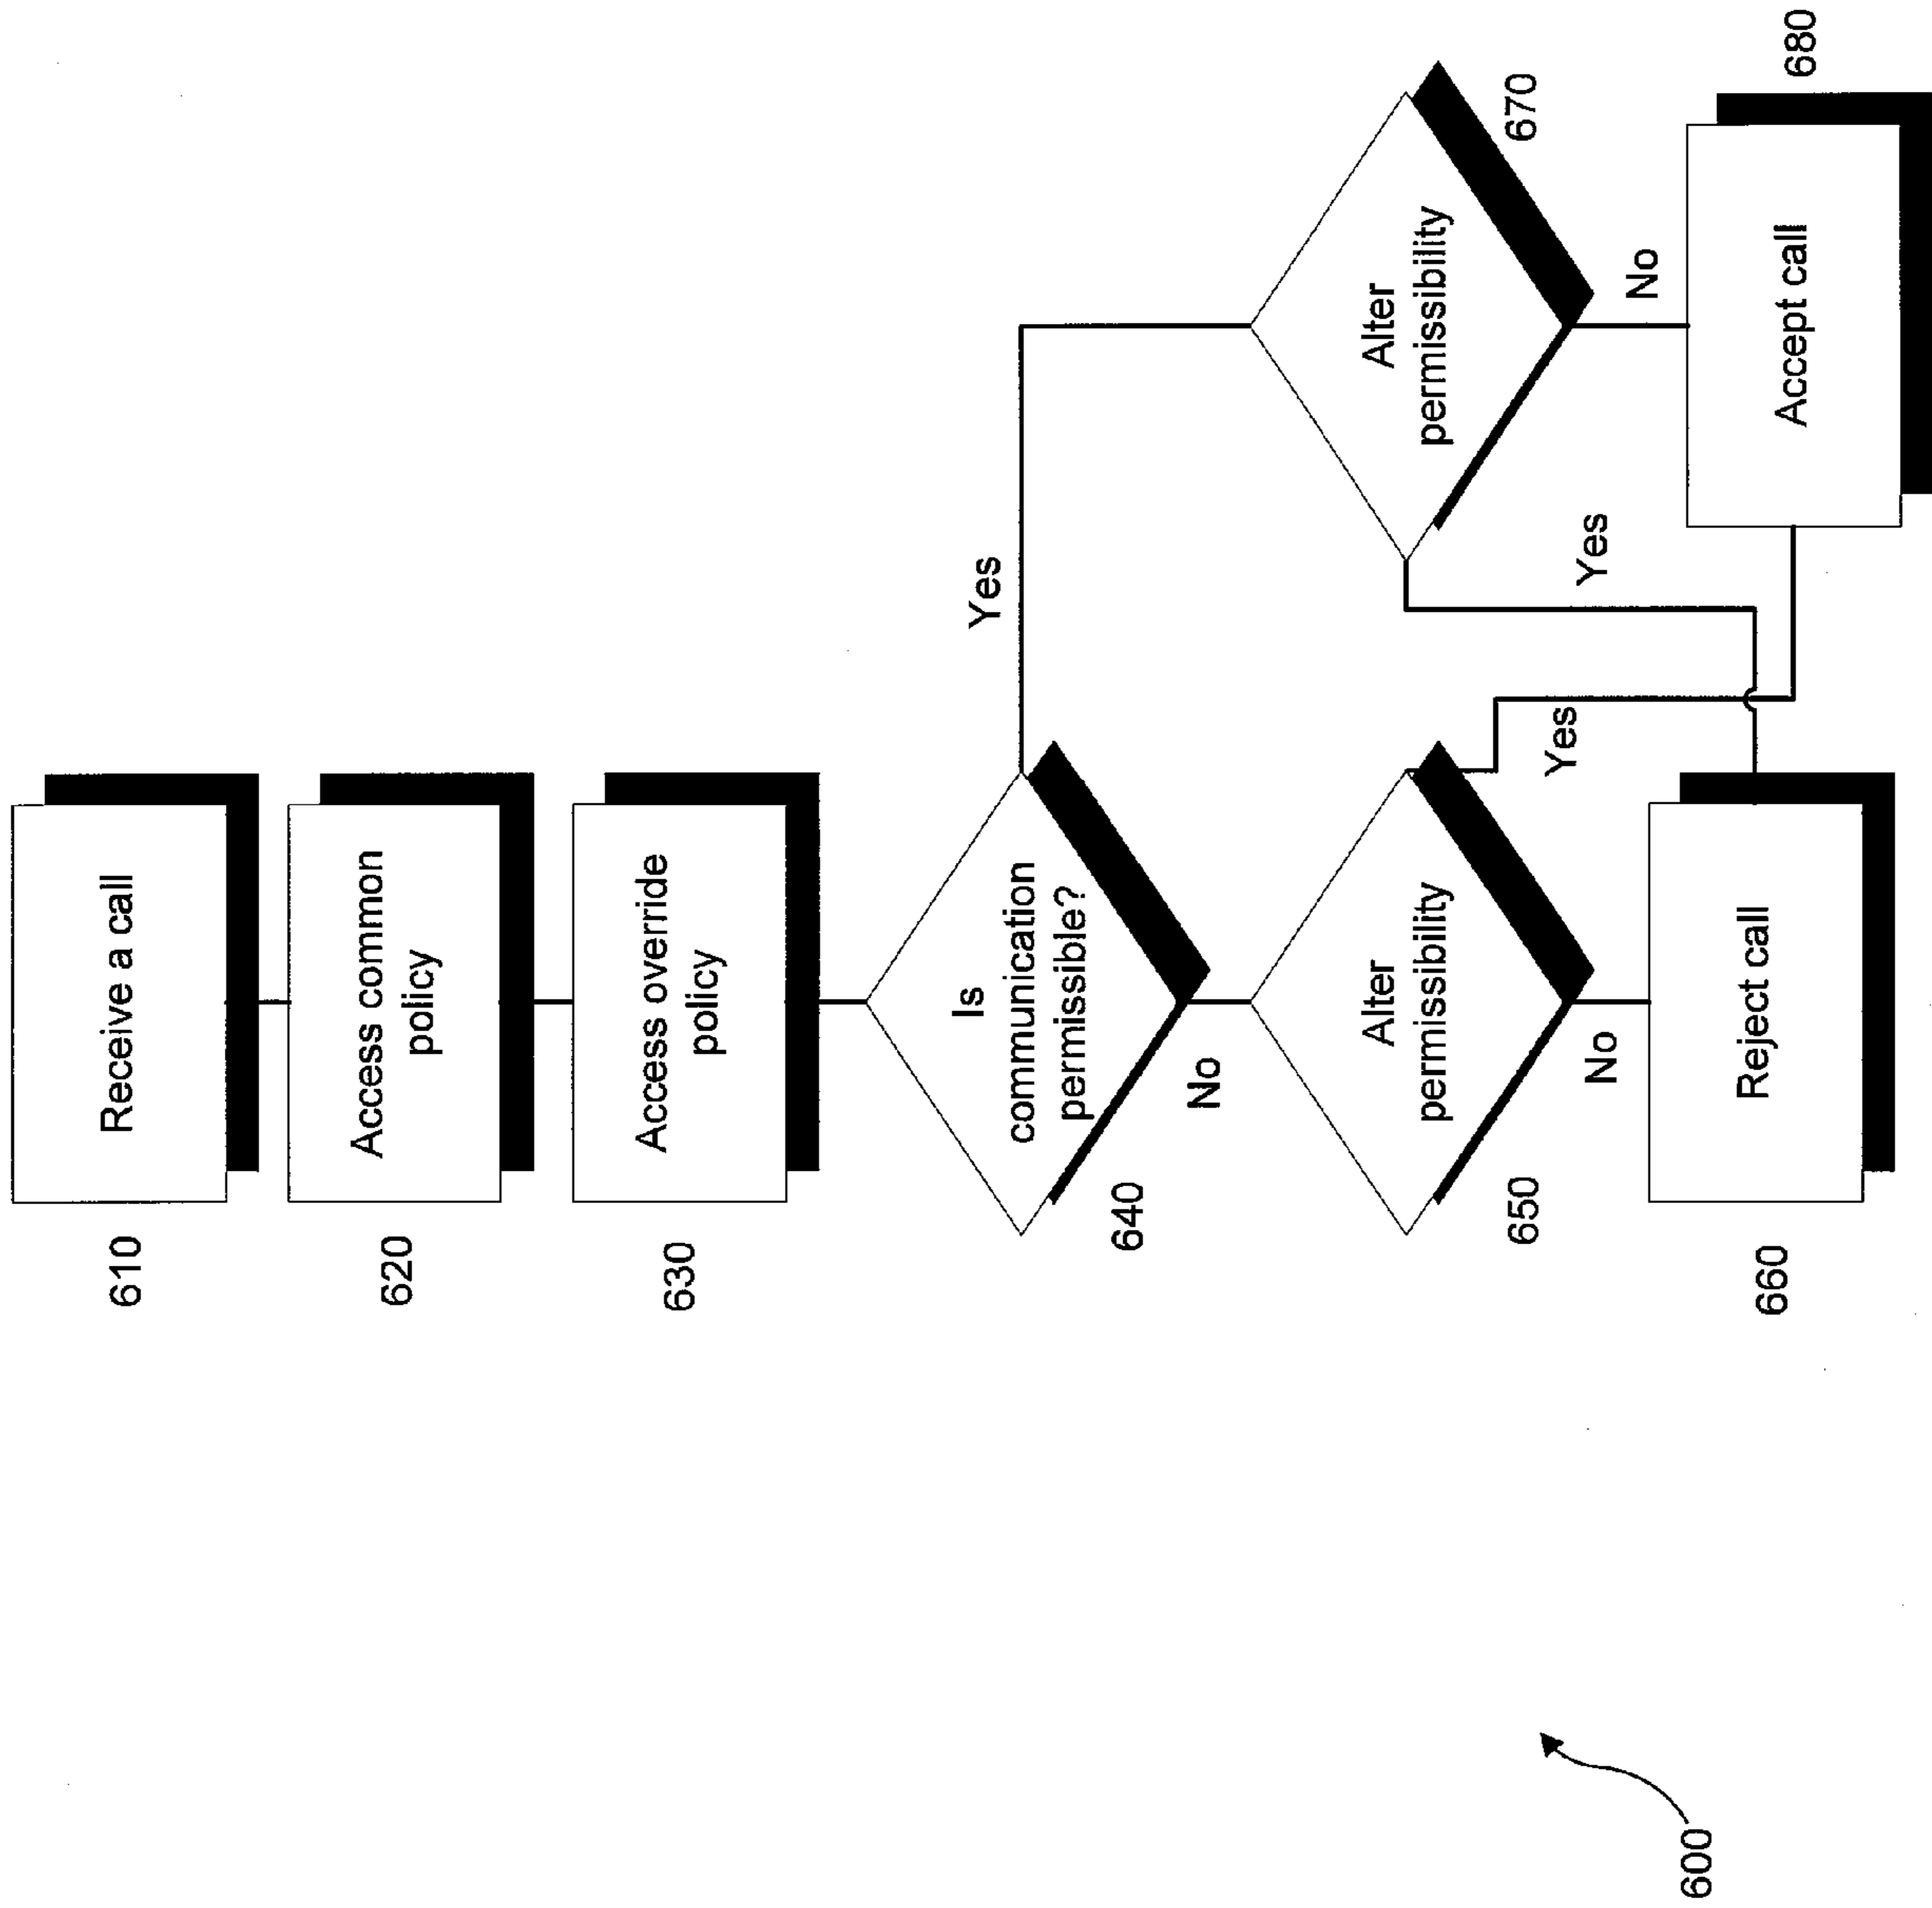 610
Receive a call
620
Access common
policy
630
Access override
policy
640
Is
communication
permissible?
Yes
No
650
Alter
permissibility
Yes
No
670
Alter
permissibility
Yes
No
660
Reject call
680
Accept call
600